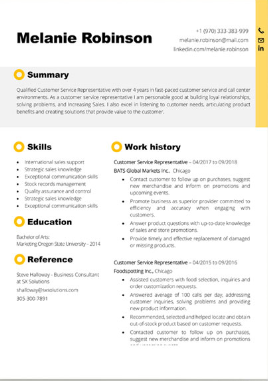 Melanie Robinson
+1 (970) 333-383-999
melanie.robinson@mail.com
linkedin.com/melanie.robinson
Summary
Qualified Customer Service Representative with over 4 years in fast-paced customer service and call center
environments. As a customer service representative I am personable good at building loyal relationships,
solving problems, and increasing Sales. I also excel in listening to customer needs, articulating product
benefits and creating solutions that provide value to the customer.
Skills
International sales support
Strategic sales knowledge
Exceptional communication skills
Stock records management
Quality assurance and control
Strategic sales knowledge
Exceptional communication skills
Education
Bachelor of Arts
Marketing Oregon State University - 2014
Reference
Steve Halloway - Business Consultant
at SA Solutions
shalloway@swsolutions.com
305-300-7891
Work history
Customer Service Representative – 04/2017 to 09/2018
BATS Global Markets Inc., Chicago
Contact customer to follow up on purchases, suggest
new merchandise and inform on promotions and
upcoming events.
Promote business as superior provider committed to
efficiency and accuracy when engaging with
customers.
Answer product questions with up-to-date knowledge
of sales and store promotions.
Provide timely and effective replacement of damaged
or missing products.
Customer Service Representative – 04/2015 to 09/2016
Foodspotting Inc, Chicago
Assisted customers with food selection, inquiries and
order customisation requests.
Answered average of 100 calls per day, addressing
customer inquiries, solving problems and providing
new product information.
Recommended, selected and helped locate and obtain
out-of-stock product based on customer requests.
Contacted customer to follow up on purchases,
suggest new merchandise and inform on promotions